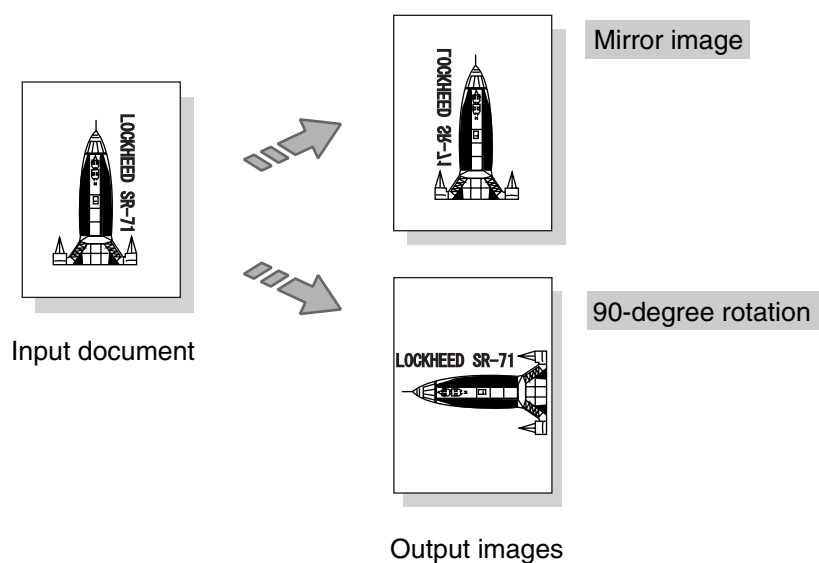 Mirror image
LOCKHEED SR-71
LOCKHEED SR-71
Input document
90-degree rotation
LOCKHEED SR-71
Output images